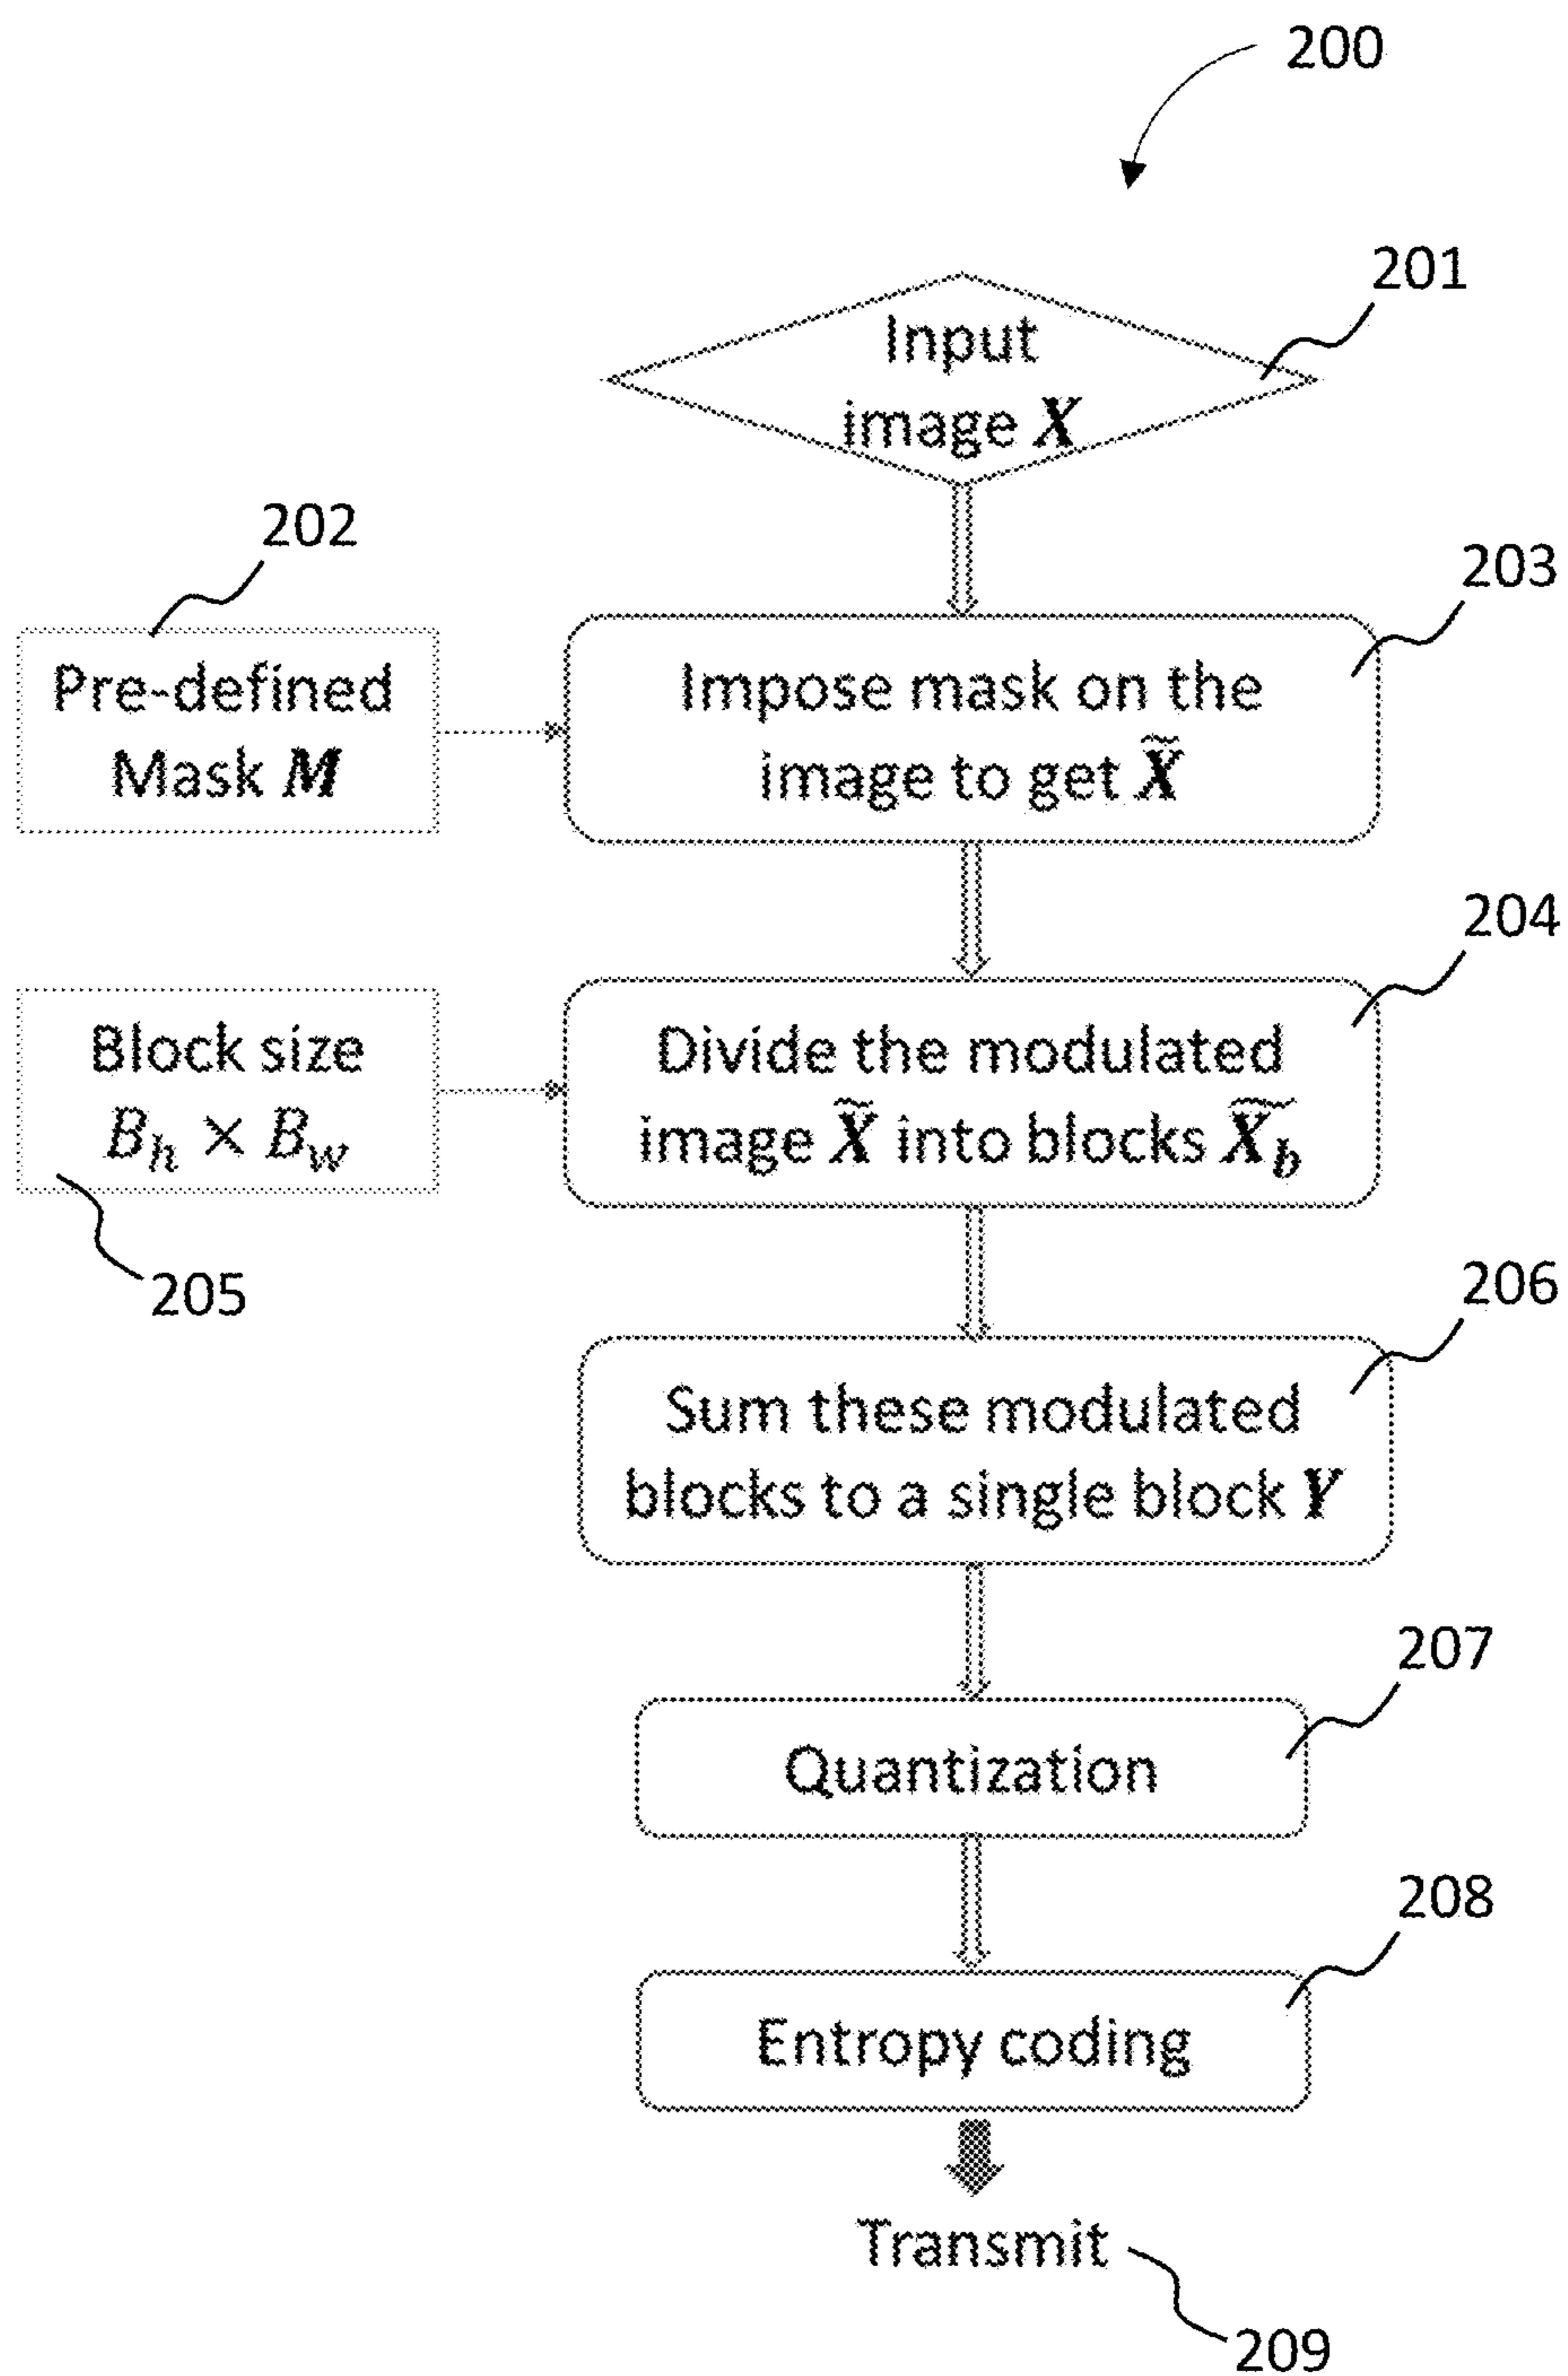 200
201
Input
image X
202
203
Pre-defined
Mask M
Impose mask on the
image to get X̃
204
Block size
B_h × B_w
Divide the modulated
image X̃ into blocks X̃_b
205
206
Sum these modulated
blocks to a single block Y
207
Quantization
208
Entropy coding
Transmit
209